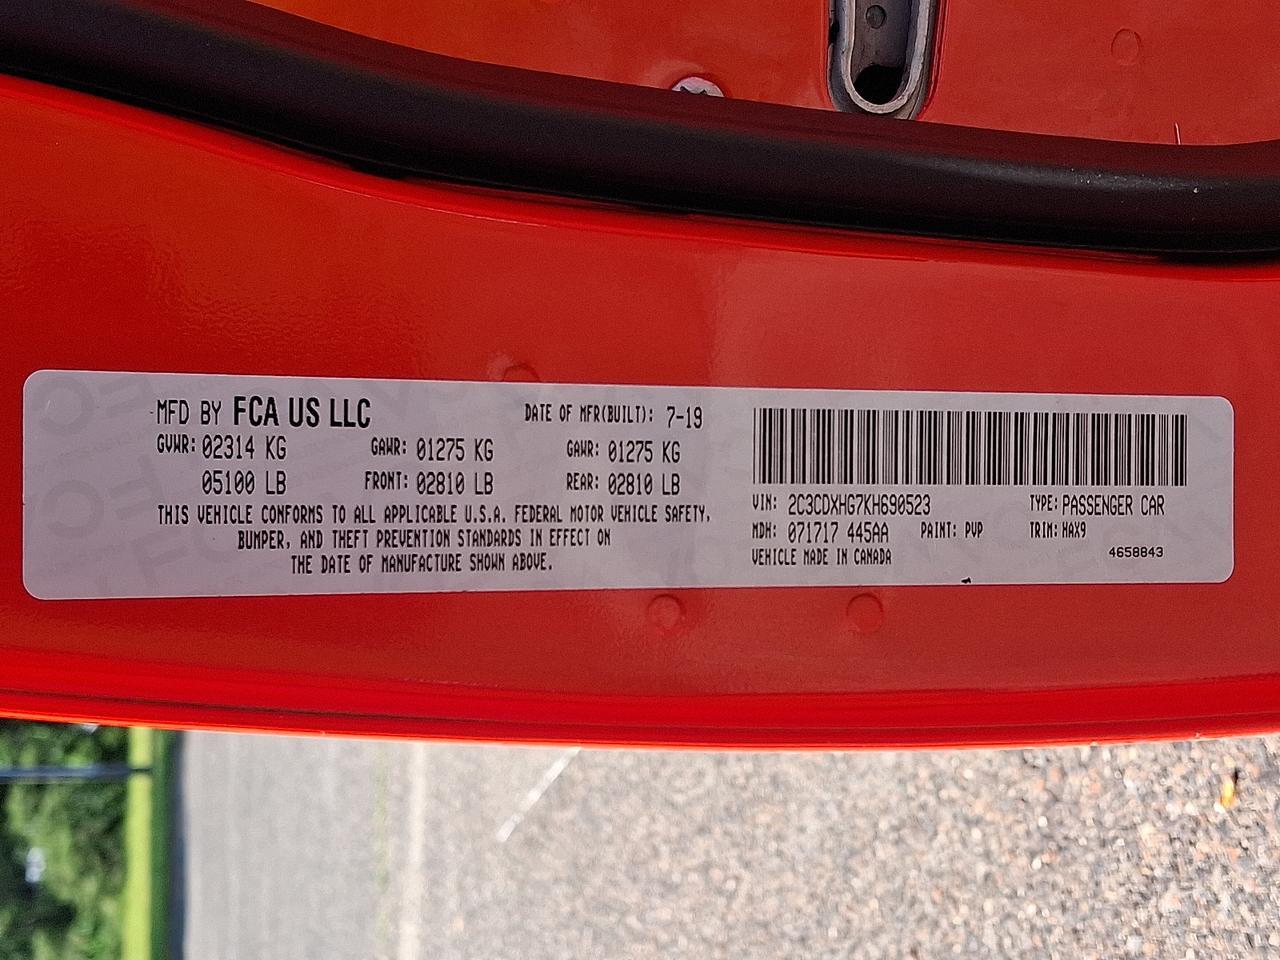 MFD BY FCA US LLC
DATE OF MFR(BUILT): 7-19
GVWR: 02314 KG GAWR: 01275 KG GAWR: 01275 KG
05100 LB FRONT: 02810 LB REAR: 02810 LB
THIS VEHICLE CONFORMS TO ALL APPLICABLE U.S.A. FEDERAL MOTOR VEHICLE SAFETY,
BUMPER, AND THEFT PREVENTION STANDARDS IN EFFECT ON
THE DATE OF MANUFACTURE SHOWN ABOVE.
VIN: 2C3CDXHG7KH690523 TYPE: PASSENGER CAR
MDH: 071717 445AA PAINT: PVP TRIM: HAX9
VEHICLE MADE IN CANADA 4658843